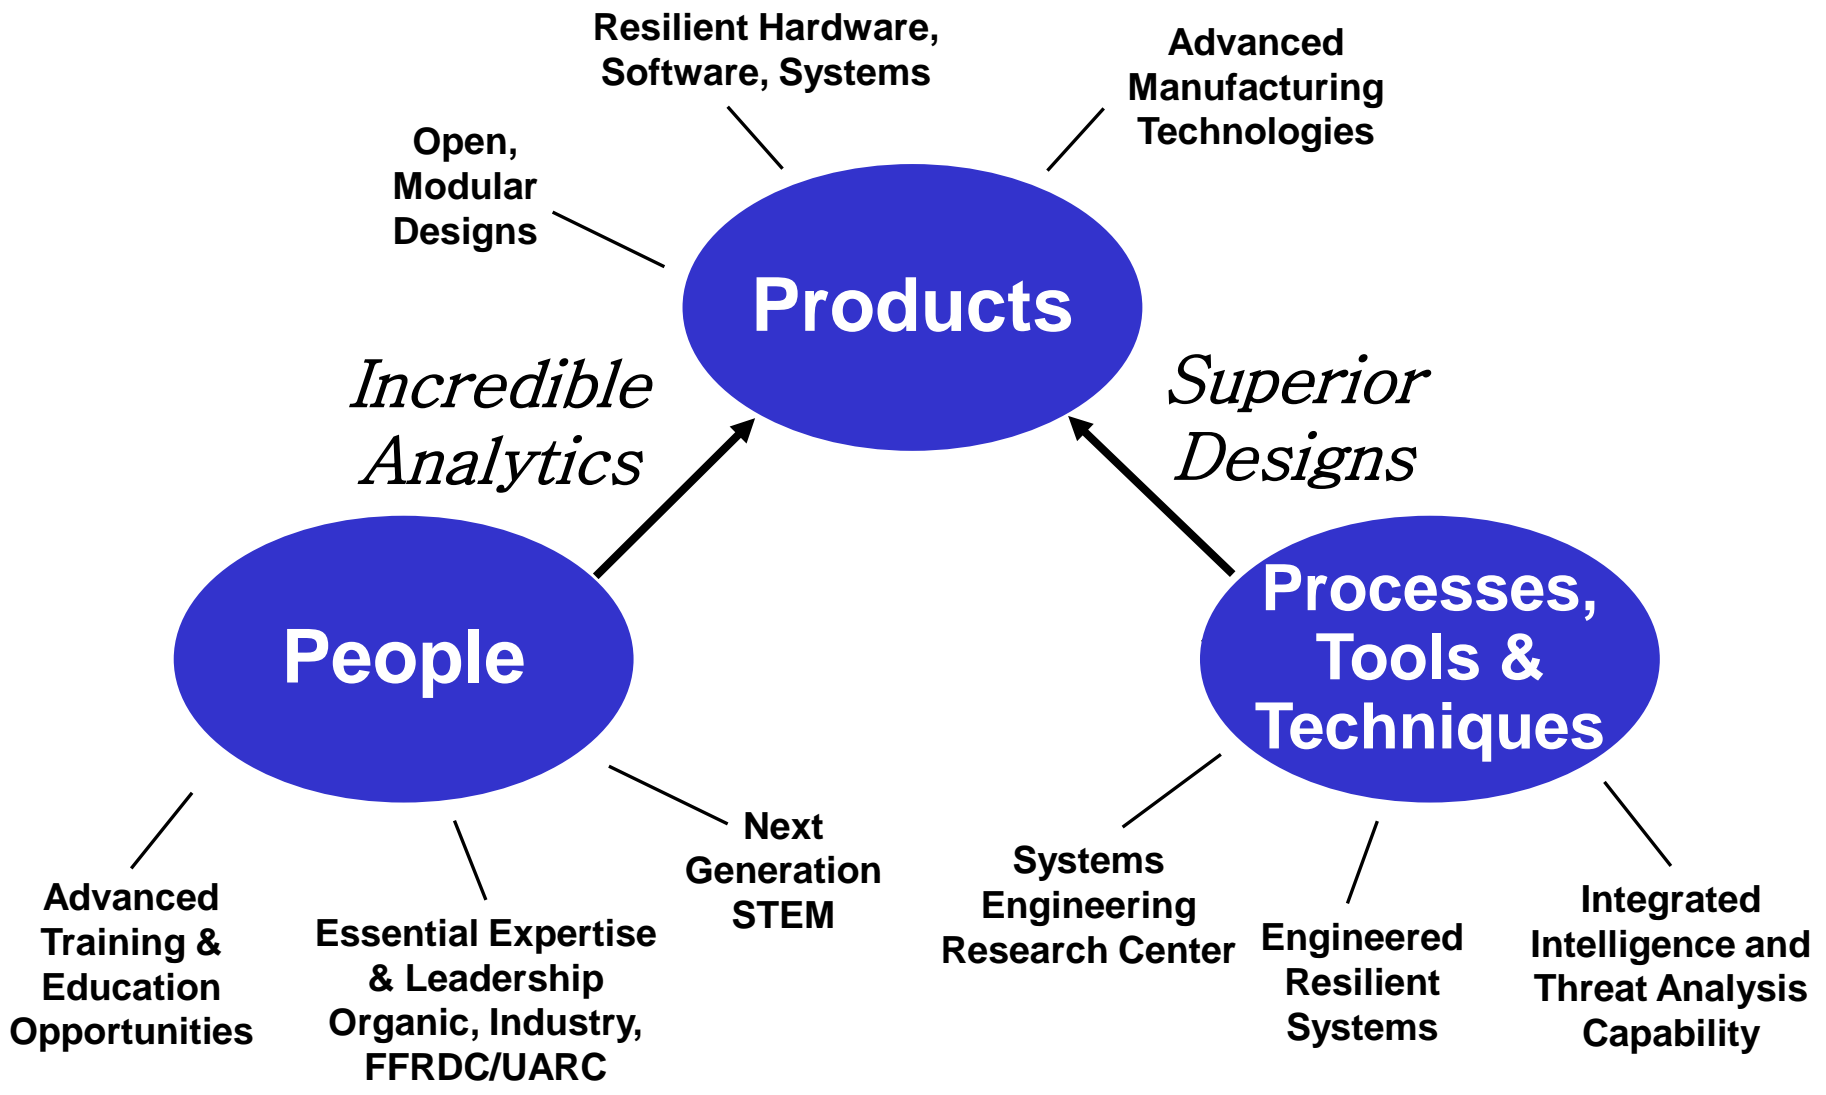 Resilient Hardware,
Software, Systems
Advanced
Manufacturing
Technologies
Open,
Modular
Designs
Products
Incredible
Analytics
Superior
Designs
People
Processes,
Tools &
Techniques
Advanced
Training &
Education
Opportunities
Essential Expertise
& Leadership
Organic, Industry,
FFRDC/UARC
Next
Generation
STEM
Systems
Engineering
Research Center
Engineered
Resilient
Systems
Integrated
Intelligence and
Threat Analysis
Capability